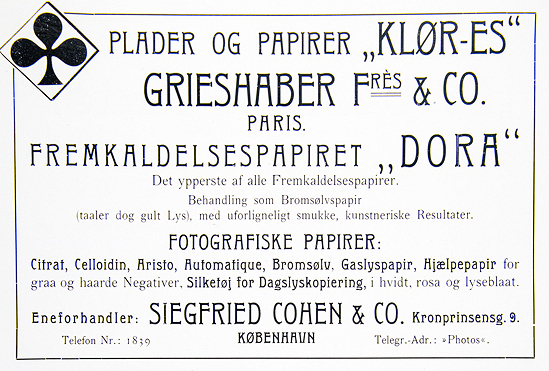 PLADER OG PAPIRER „KLØR-ES“
GRIESHABER FRÈS & CO.
PARIS.
FREMKALDELSESPAPIRET „DORA“
Det ypperste af alle Fremkaldelsespapirer.
Behandling som Bromsølvspapir
(taaler dog gult Lys), med uforligneligt smukke, kunstneriske Resultater.
FOTOGRAFISKE PAPIRER:
Citrat, Celloidin, Aristo, Automatique, Bromsølv, Gaslyspapir, Hjælpepapir for
graa og haarde Negativer, Silketøj for Dagslyskopiering, i hvidt, rosa og lyseblaat.
Eneforhandler: SIEGFRIED COHEN & CO. Kronprinsensg. 9.
Telefon Nr.: 1839 KØBENHAVN Telegr.-Adr.: »Photos«.